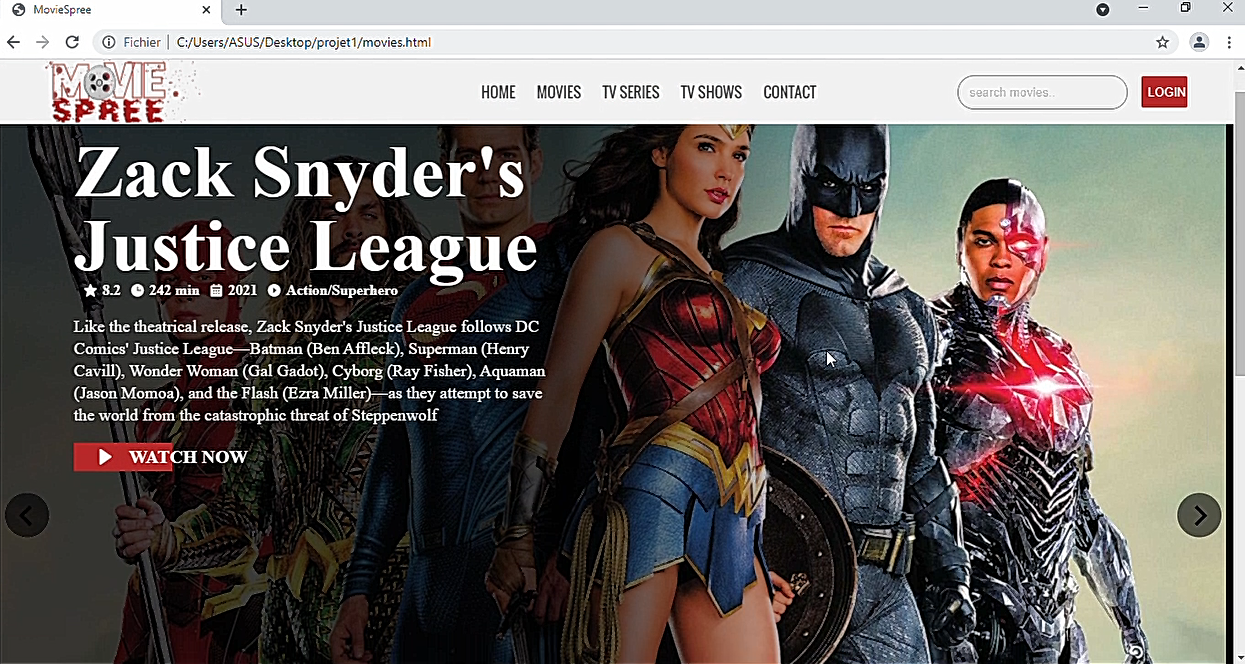 MovieSpree
Fichier | C:/Users/ASUS/Desktop/projet1/movies.html
MOVIE
SPREE
HOME MOVIES TV SERIES TV SHOWS CONTACT search movies.. LOGIN
Zack Snyder's
Justice League
8.2 242 min 2021 Action/Superhero
Like the theatrical release, Zack Snyder's Justice League follows DC
Comics' Justice League—Batman (Ben Affleck), Superman (Henry
Cavill), Wonder Woman (Gal Gadot), Cyborg (Ray Fisher), Aquaman
(Jason Momoa), and the Flash (Ezra Miller)—as they attempt to save
the world from the catastrophic threat of Steppenwolf
WATCH NOW